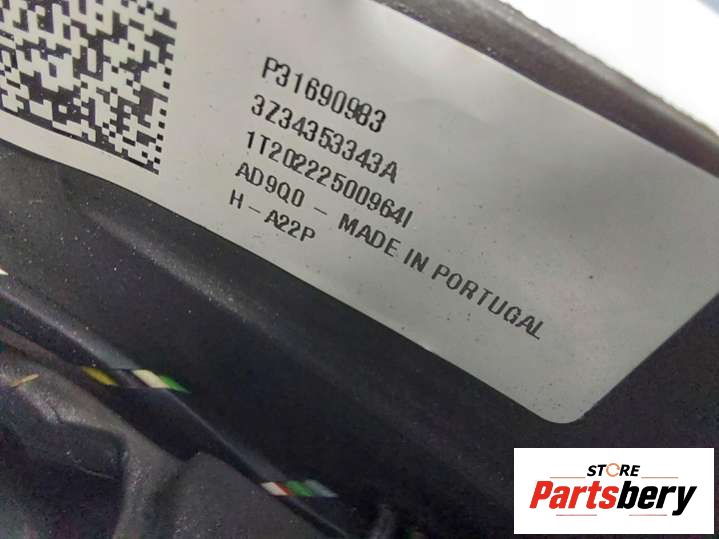 P31690983
3Z34353343A
1T20222500964I
AD9Q0 - MADE IN PORTUGAL
H-A22P
STORE
Partsbery